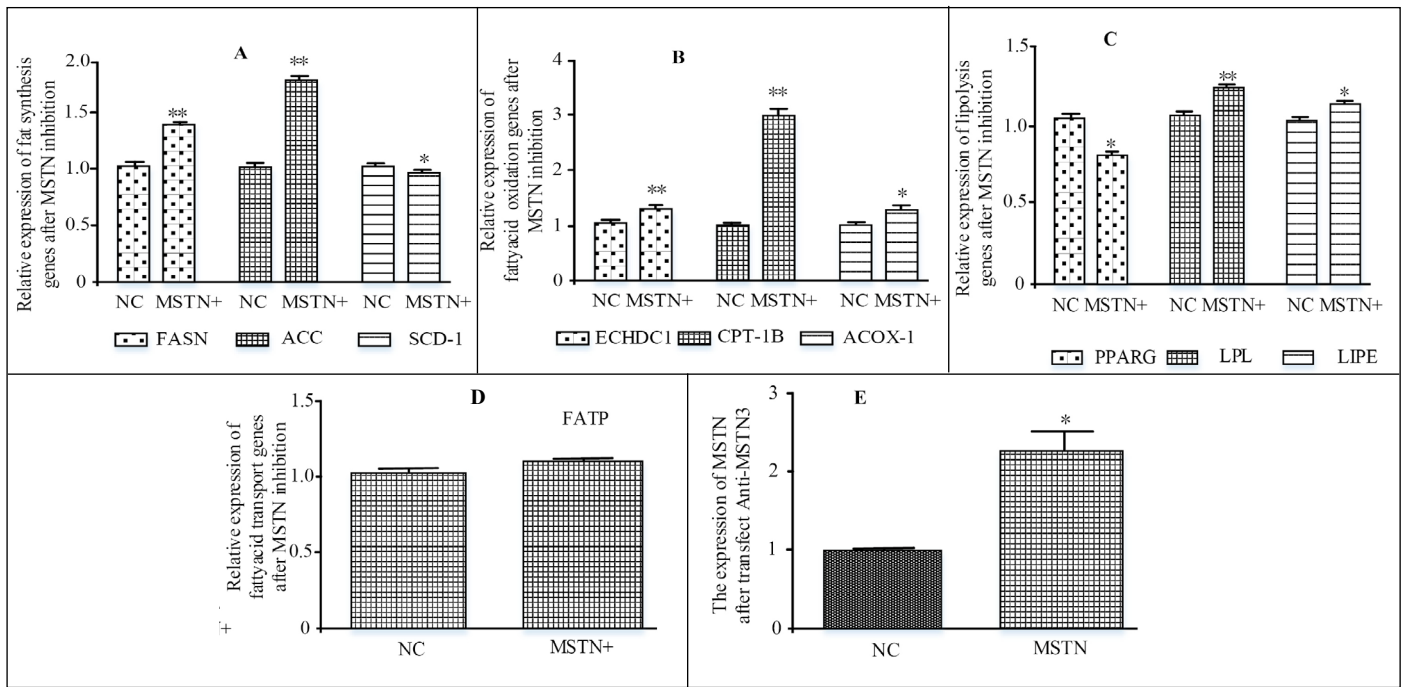 A
Relative expression of fat synthesis
genes after MSTN inhibition
2.0
1.5
1.0
0.5
0
** ** *
NC MSTN+ NC MSTN+ NC MSTN+
FASN ACC SCD-1
B
Relative expression of
fattyacid oxidation genes after
MSTN inhibition
4
3
2
1
0
** ** *
NC MSTN+ NC MSTN+ NC MSTN+
ECHDC1 CPT-1B ACOX-1
C
Relative expression of lipolysis
genes after MSTN inhibition
1.5
1.0
0.5
0
* ** *
NC MSTN+ NC MSTN+ NC MSTN+
PPARG LPL LIPE
D
Relative expression of
fattyacid transport genes
after MSTN inhibition
1.5
1.0
0.5
0
FATP
NC MSTN+
+
E
The expression of MSTN
after transfect Anti-MSTN3
3
2
1
0
*
NC MSTN